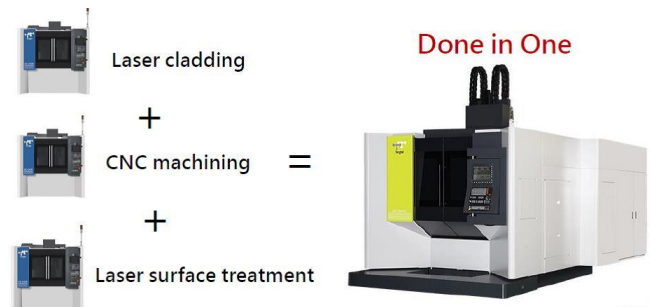 Done in One
Laser cladding
+
CNC machining
=
+
Laser surface treatment